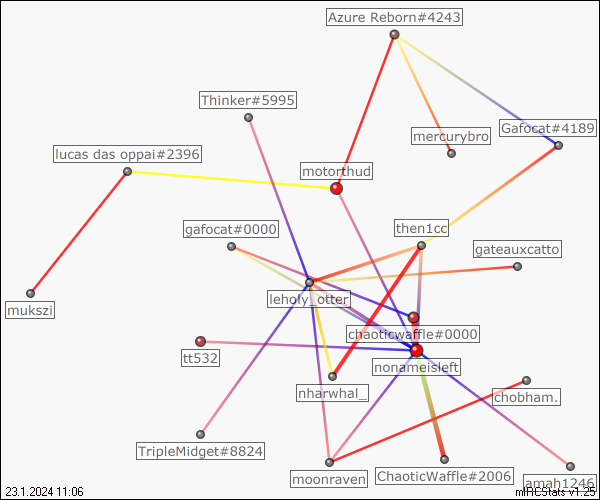 Azure Reborn#4243
Thinker#5995
mercurybro
Gafocat#4189
lucas das oppai#2396
motorthud
gafocat#0000
then1cc
gateauxcatto
mukszi
leholy_otter
chaoticwaffle#0000
tt532
nonameisleft
nharwhal_
chobham.
TripleMidget#8824
moonraven
ChaoticWaffle#2006
amah1246
23.1.2024 11:06
mIRCStats v1.25